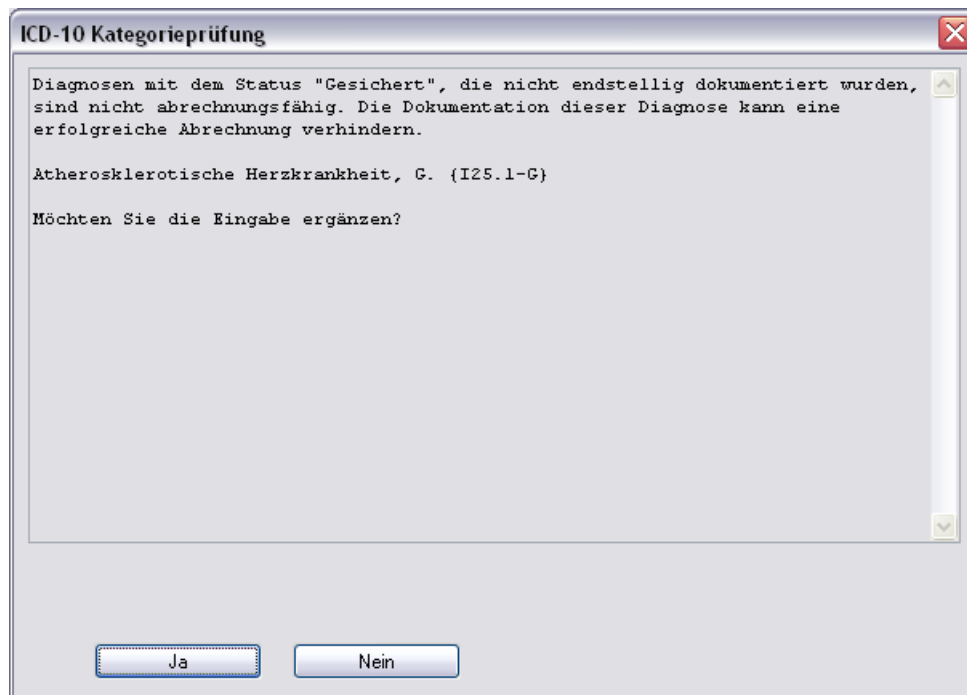 ICD-10 Kategorieprüfung
Diagnosen mit dem Status "Gesichert", die nicht endstellig dokumentiert wurden,
sind nicht abrechnungsfähig. Die Dokumentation dieser Diagnose kann eine
erfolgreiche Abrechnung verhindern.
Atherosklerotische Herzkrankheit, G. {I25.1-G}
Möchten Sie die Eingabe ergänzen?
Ja
Nein